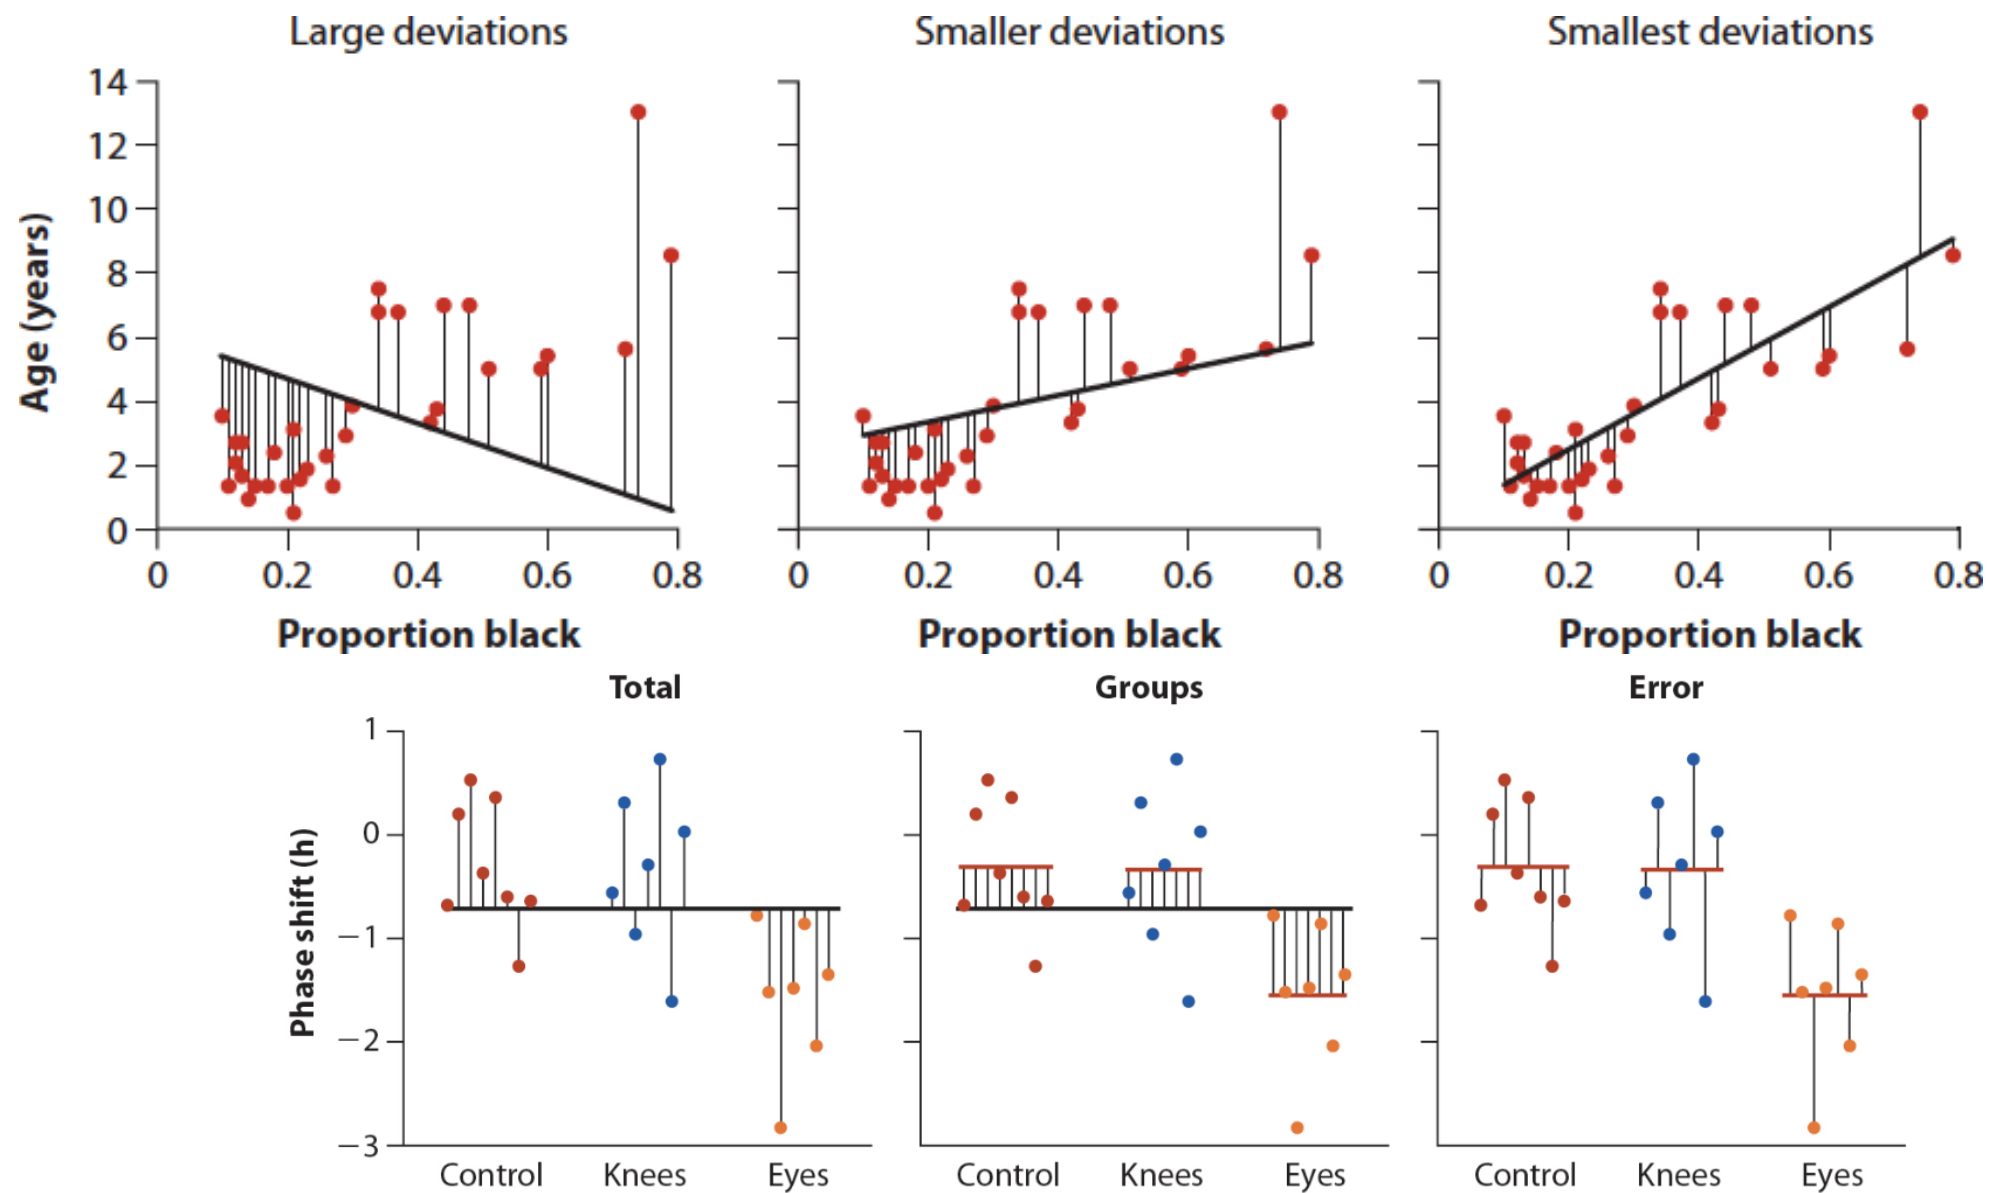 Large deviations Smaller deviations Smallest deviations
14
12
10
8
6
4
2
0
Age (years)
0 0.2 0.4 0.6 0.8 0 0.2 0.4 0.6 0.8 0 0.2 0.4 0.6 0.8
Proportion black Proportion black Proportion black
Total Groups Error
1
0
−1
−2
−3
Phase shift (h)
Control Knees Eyes Control Knees Eyes Control Knees Eyes